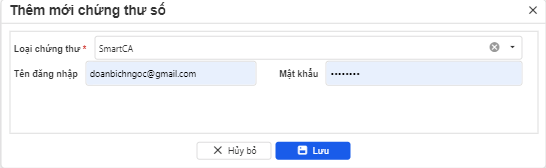 Thêm mới chứng thư số
Loại chứng thư * SmartCA
Tên đăng nhập doanbichngoc@gmail.com Mật khẩu ••••••••
Hủy bỏ Lưu